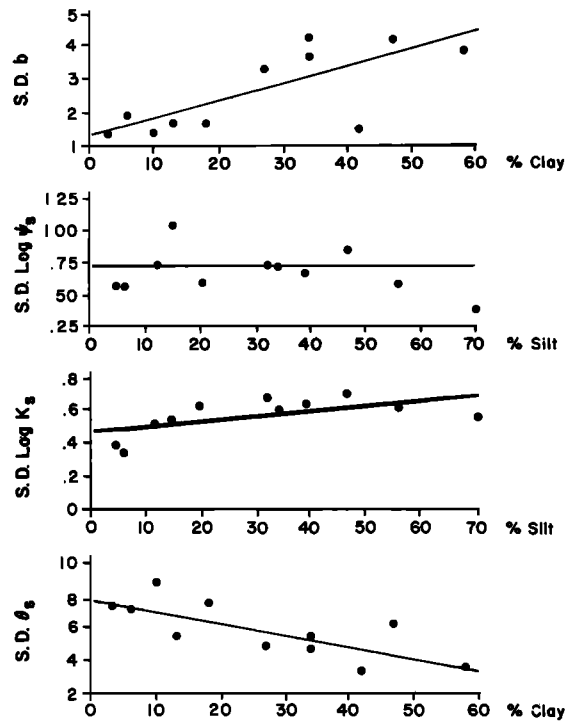 S. D. b
5
4
3
2
1
0 10 20 30 40 50 60 % Clay
S.D. Log ψs
1 25
1 00
.75
.50
.25
0 10 20 30 40 50 60 70
% Silt
S.D. Log Ks
.8
.6
.4
.2
0
0 10 20 30 40 50 60 70 % Silt
S.D. θs
10
8
6
4
2
0 10 20 30 40 50 60 % Clay